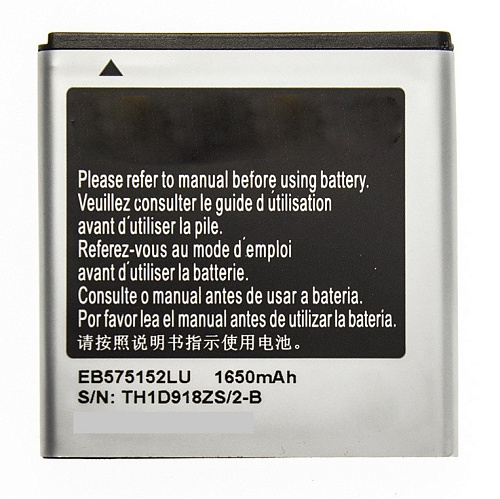 Please refer to manual before using battery.
Veuillez consulter le guide d'utilisation
avant d'utiliser la pile.
Referez-vous au mode d'emploi
avant d'utiliser la batterie.
Consulte o manual antes de usar a bateria.
Por favor lea el manual antes de utilizar la batería.
请按照说明书指示使用电池。
EB575152LU 1650mAh
S/N: TH1D918ZS/2-B